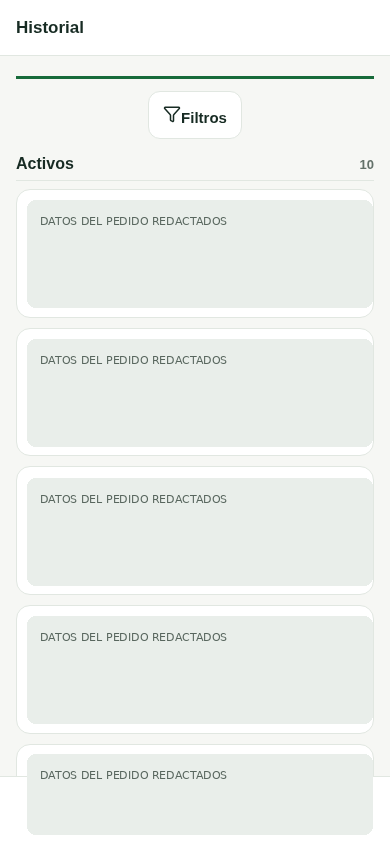 Historial
Filtros
Activos 10
DATOS DEL PEDIDO REDACTADOS
DATOS DEL PEDIDO REDACTADOS
DATOS DEL PEDIDO REDACTADOS
DATOS DEL PEDIDO REDACTADOS
DATOS DEL PEDIDO REDACTADOS